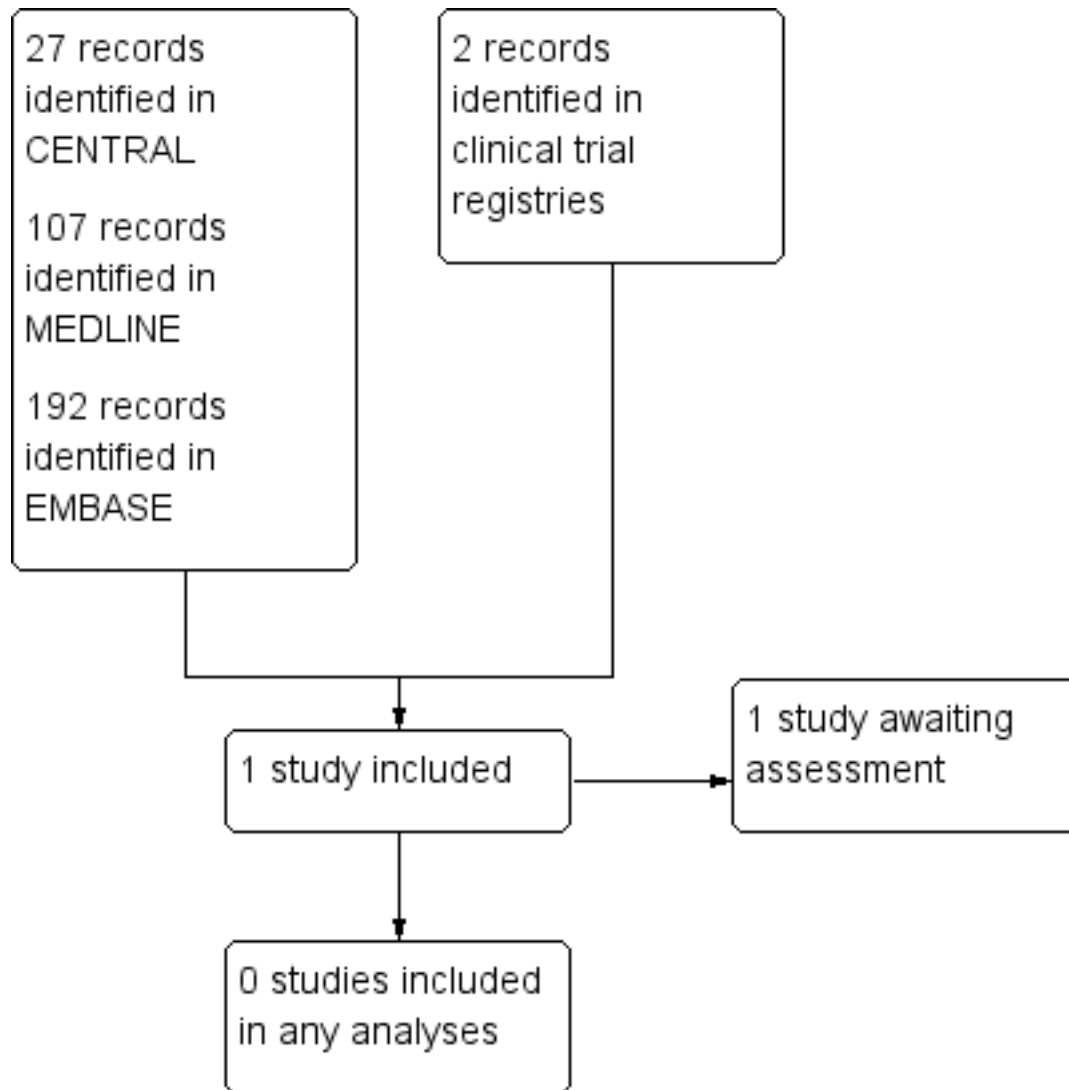 27 records
identified in
CENTRAL
107 records
identified in
MEDLINE
192 records
identified in
EMBASE
2 records
identified in
clinical trial
registries
1 study included
1 study awaiting
assessment
0 studies included
in any analyses